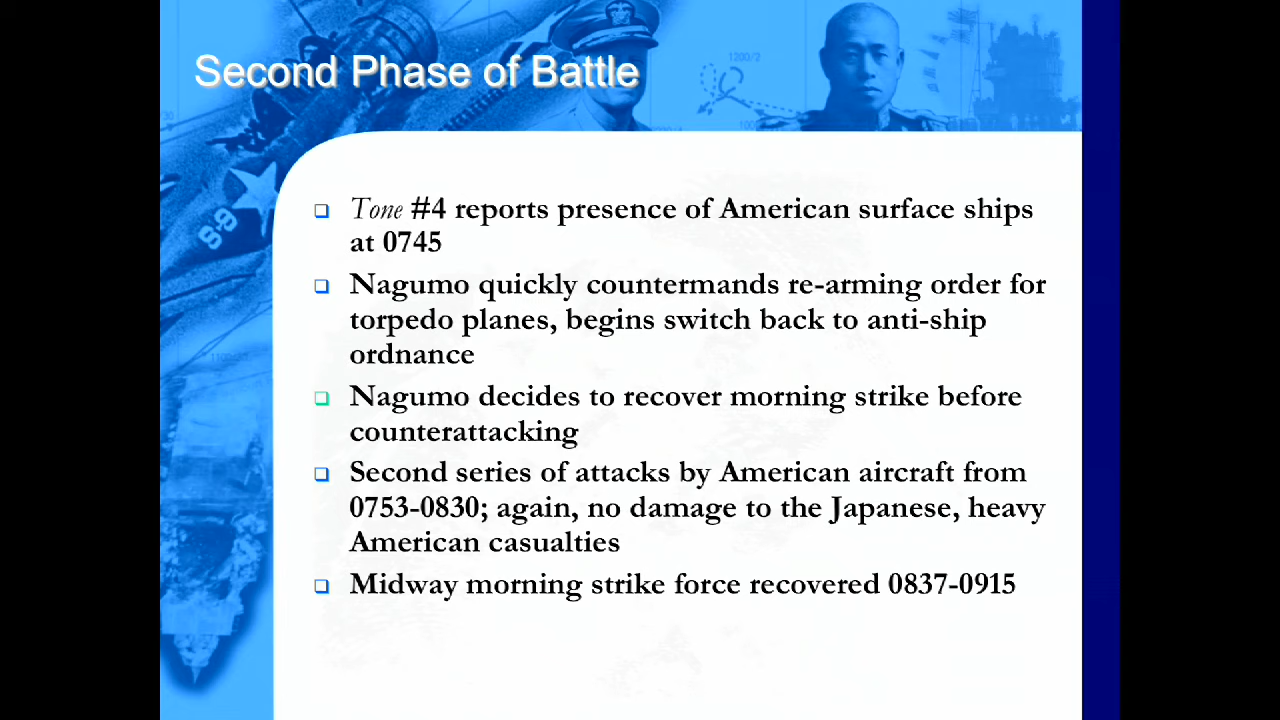 Second Phase of Battle
1200/2
S-9
Tone #4 reports presence of American surface ships
at 0745
Nagumo quickly countermands re-arming order for
torpedo planes, begins switch back to anti-ship
ordnance
Nagumo decides to recover morning strike before
counterattacking
Second series of attacks by American aircraft from
0753-0830; again, no damage to the Japanese, heavy
American casualties
Midway morning strike force recovered 0837-0915